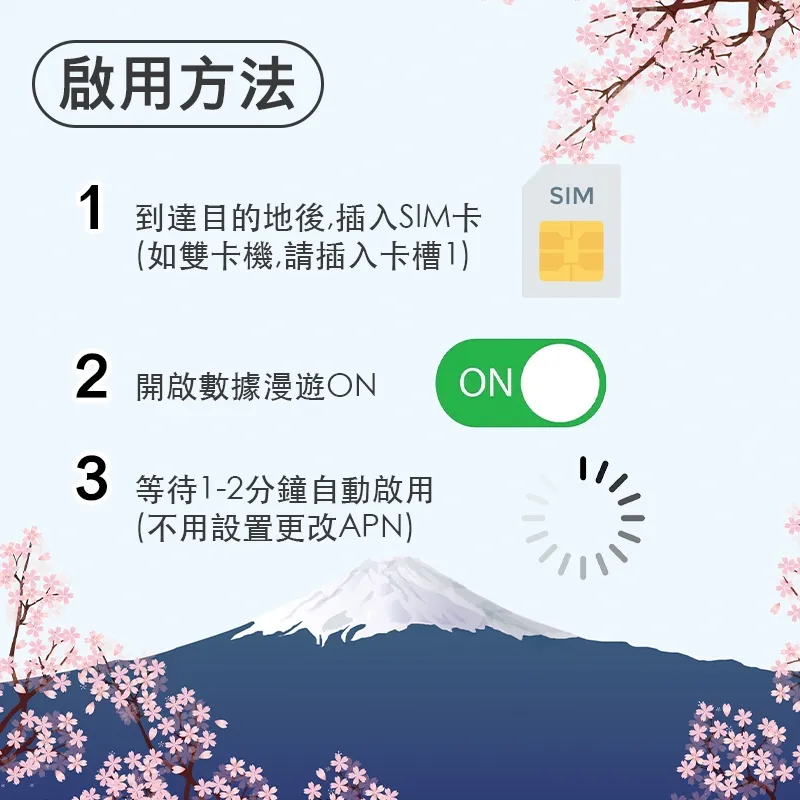 啟用方法
1
到達目的地後,插入SIM卡
(如雙卡機,請插入卡槽1)
SIM
2
開啟數據漫遊ON
ON
3
等待1-2分鐘自動啟用
(不用設置更改APN)